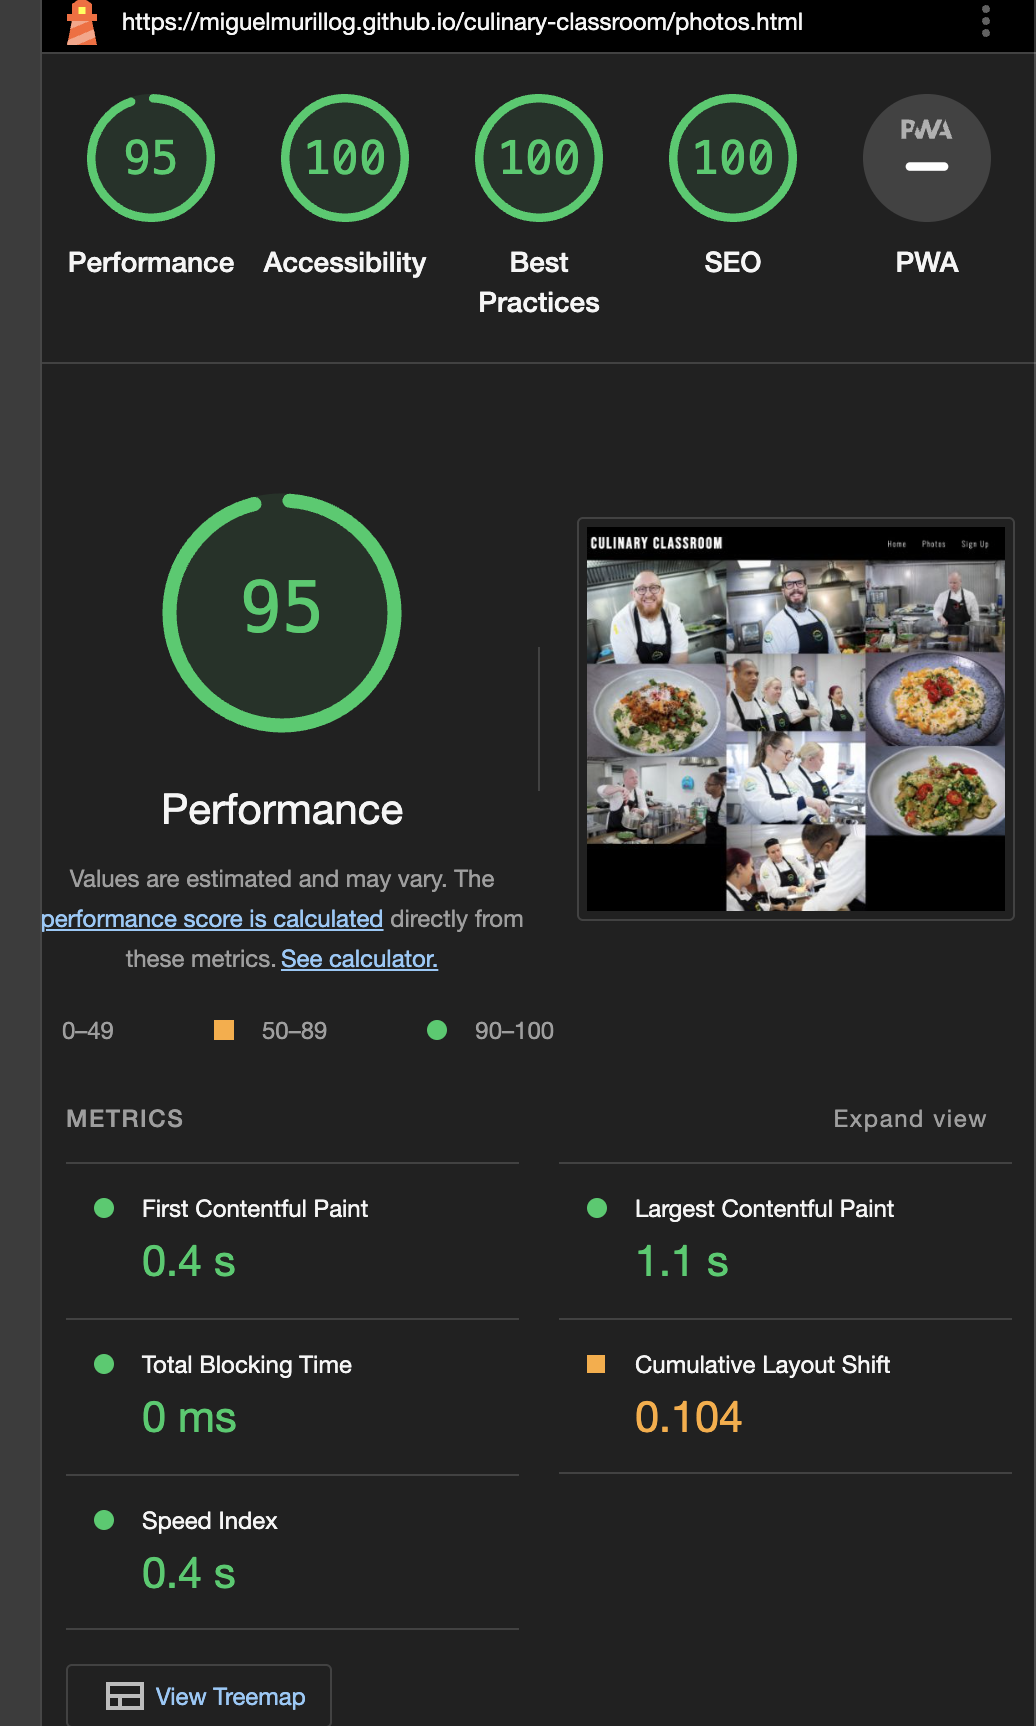 https://miguelmurillog.github.io/culinary-classroom/photos.html
95
100
100
100
PWA
Performance
Accessibility
Best
Practices
SEO
PWA
95
Performance
Values are estimated and may vary. The
performance score is calculated directly from
these metrics. See calculator.
CULINARY CLASSROOM
Home Photos Sign Up
0–49
50–89
90–100
METRICS
Expand view
First Contentful Paint
0.4 s
Largest Contentful Paint
1.1 s
Total Blocking Time
0 ms
Cumulative Layout Shift
0.104
Speed Index
0.4 s
View Treemap